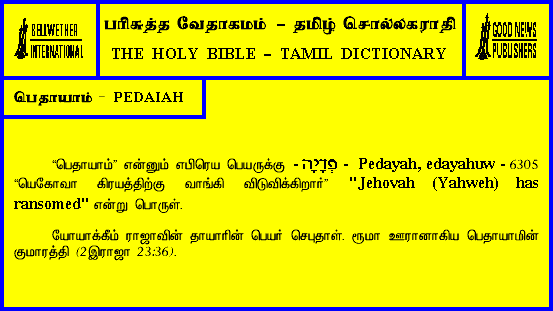 BELLWETHER
INTERNATIONAL
பரிசுத்த வேதாகமம் – தமிழ் சொல்லகராதி
THE HOLY BIBLE – TAMIL DICTIONARY
GOOD NEWS
PUBLISHERS
பெதாயாம் – PEDAIAH
“பெதாயாம்” என்னும் எபிரெய பெயருக்கு - פְּדָיָה - Pedayah, edayahuw - 6305
“யெகோவா கிரயத்திற்கு வாங்கி விடுவிக்கிறார்” "Jehovah (Yahweh) has
ransomed" என்று பொருள்.
யோயாக்கீம் ராஜாவின் தாயாரின் பெயர் செபுதாள். ரூமா ஊரானாகிய பெதாயாமின்
குமாரத்தி (2இராஜா 23:36).